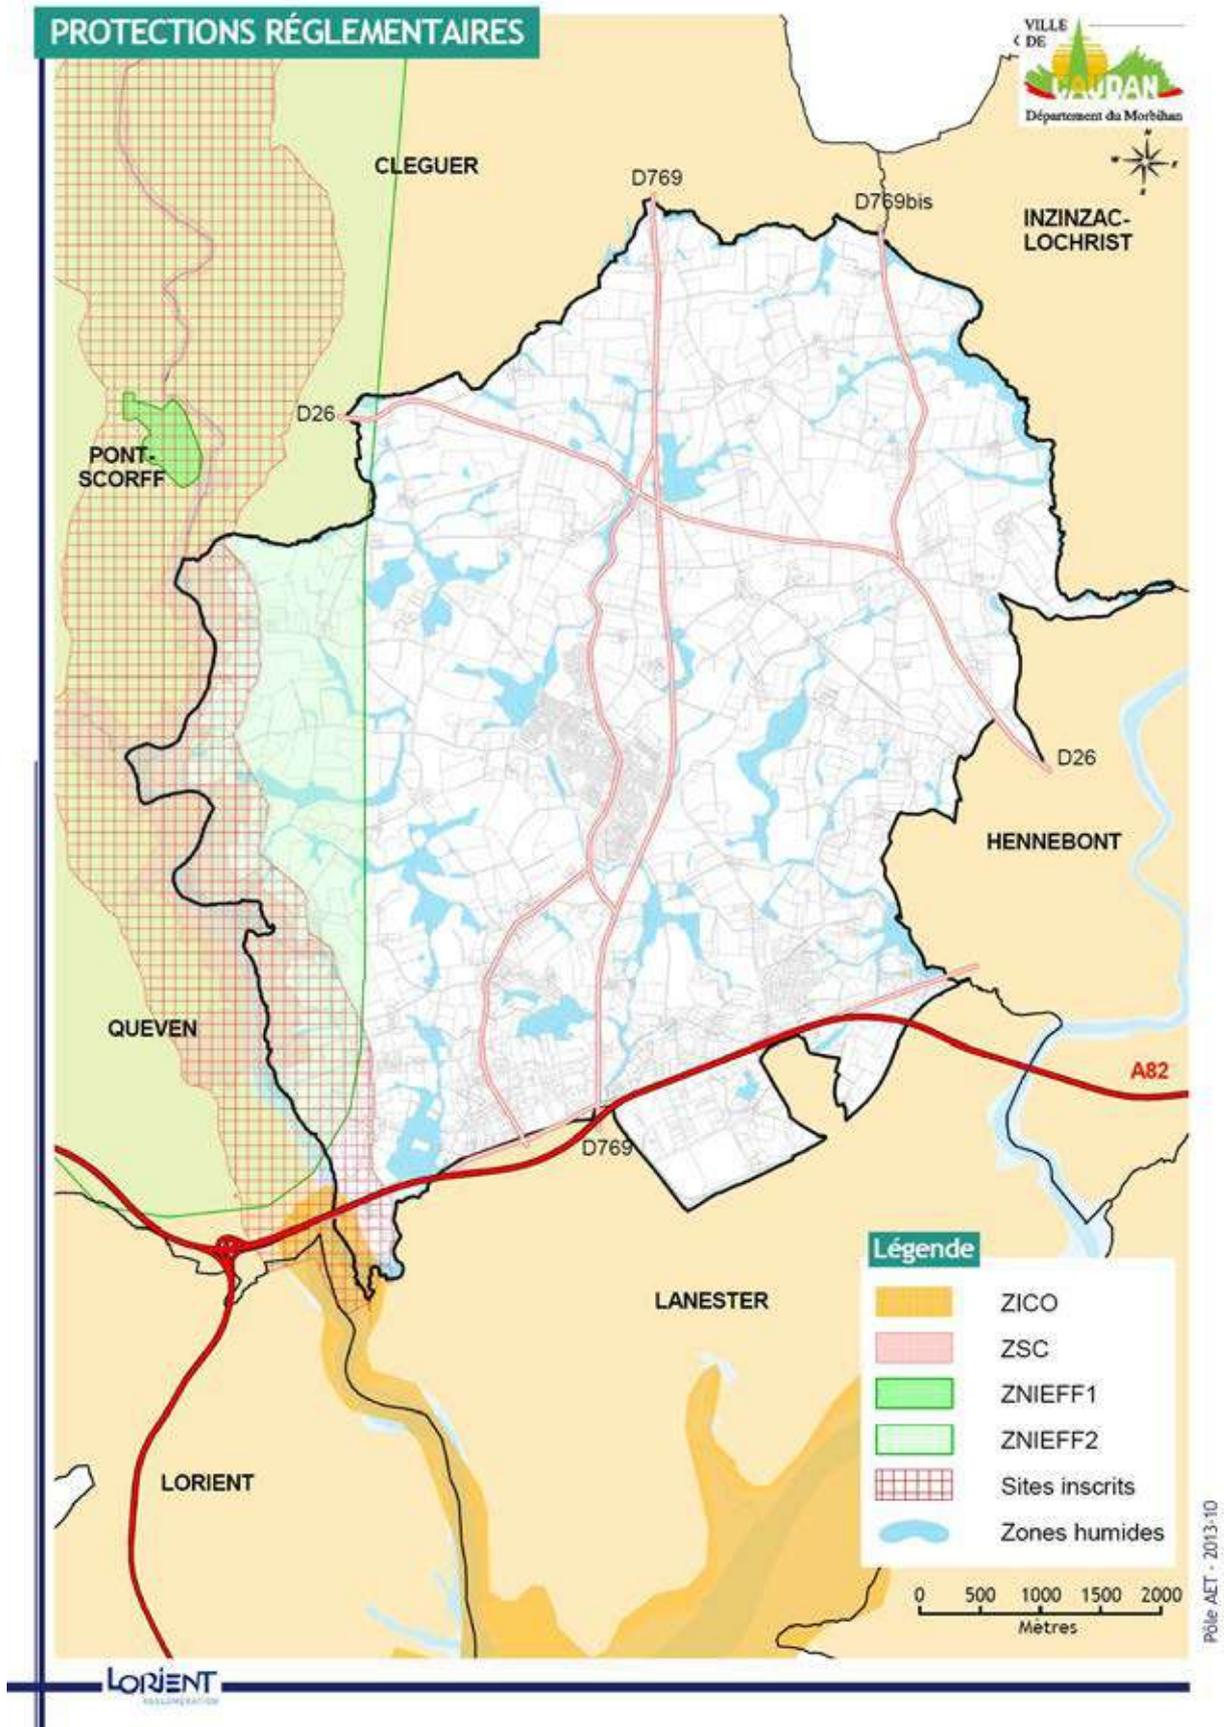 PROTECTIONS RÉGLEMENTAIRES
VILLE
DE
CAUDAN
Département du Morbihan
N
W
E
S
CLEGUER
D769
D769bis
INZINZAC-
LOCHRIST
D26
PONT-
SCORFF
D26
HENNEBONT
QUEVEN
A82
D769
Légende
LANESTER
ZICO
ZSC
ZNIEFF1
ZNIEFF2
LORIENT
Sites inscrits
Zones humides
0 500 1000 1500 2000
Mètres
Pôle AET - 2013-10
LORIENT
AGGLOMÉRATION